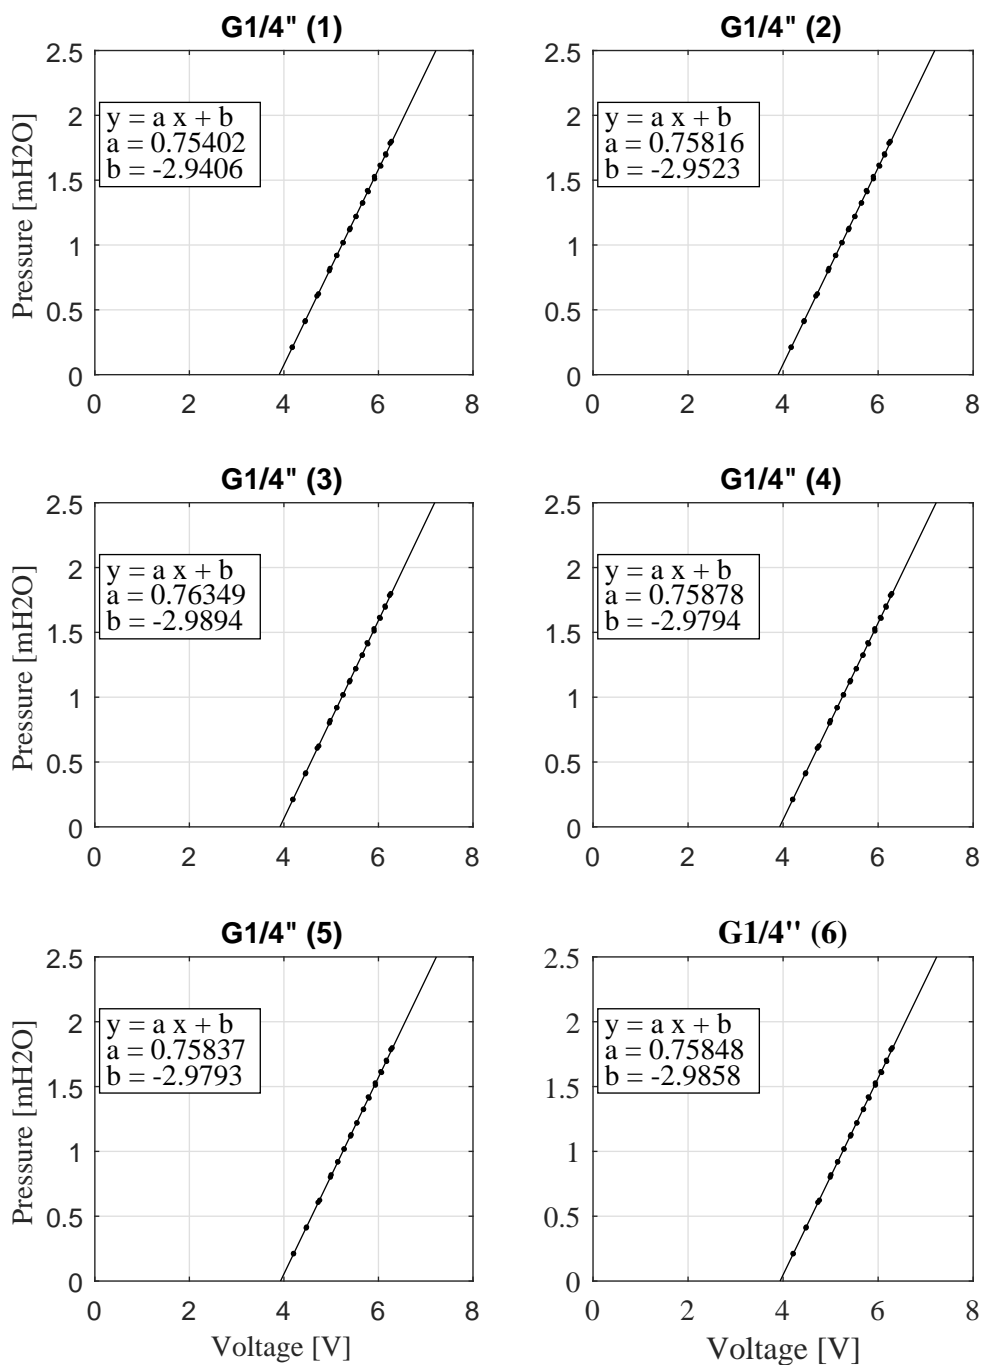 G1/4" (1)
2.5
2
1.5
1
0.5
0
Pressure [mH2O]
y = a x + b
a = 0.75402
b = -2.9406
0 2 4 6 8
G1/4" (2)
2.5
2
1.5
1
0.5
0
y = a x + b
a = 0.75816
b = -2.9523
0 2 4 6 8
G1/4" (3)
2.5
2
1.5
1
0.5
0
Pressure [mH2O]
y = a x + b
a = 0.76349
b = -2.9894
0 2 4 6 8
G1/4" (4)
2.5
2
1.5
1
0.5
0
y = a x + b
a = 0.75878
b = -2.9794
0 2 4 6 8
G1/4" (5)
2.5
2
1.5
1
0.5
0
Pressure [mH2O]
y = a x + b
a = 0.75837
b = -2.9793
0 2 4 6 8
Voltage [V]
G1/4'' (6)
2.5
2
1.5
1
0.5
0
y = a x + b
a = 0.75848
b = -2.9858
0 2 4 6 8
Voltage [V]